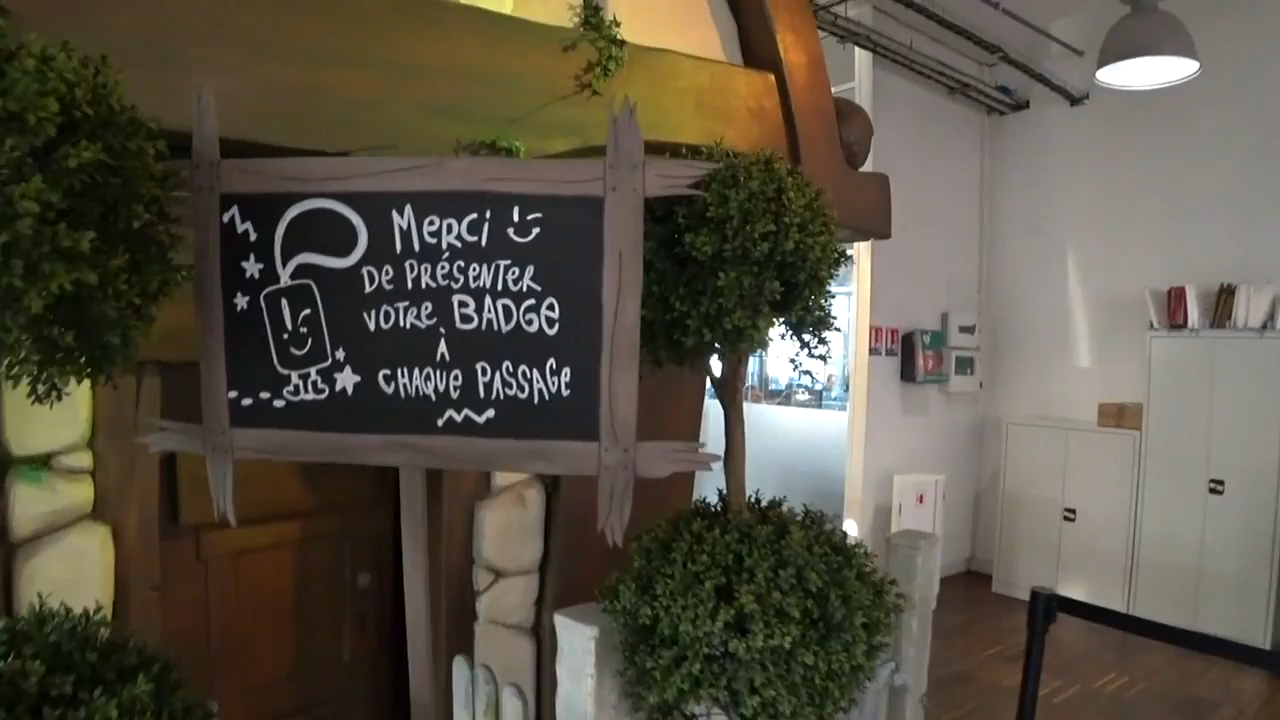 Merci
DE PRÉSENTER
VOTRE BADGE
À
CHAQUE PASSAGE